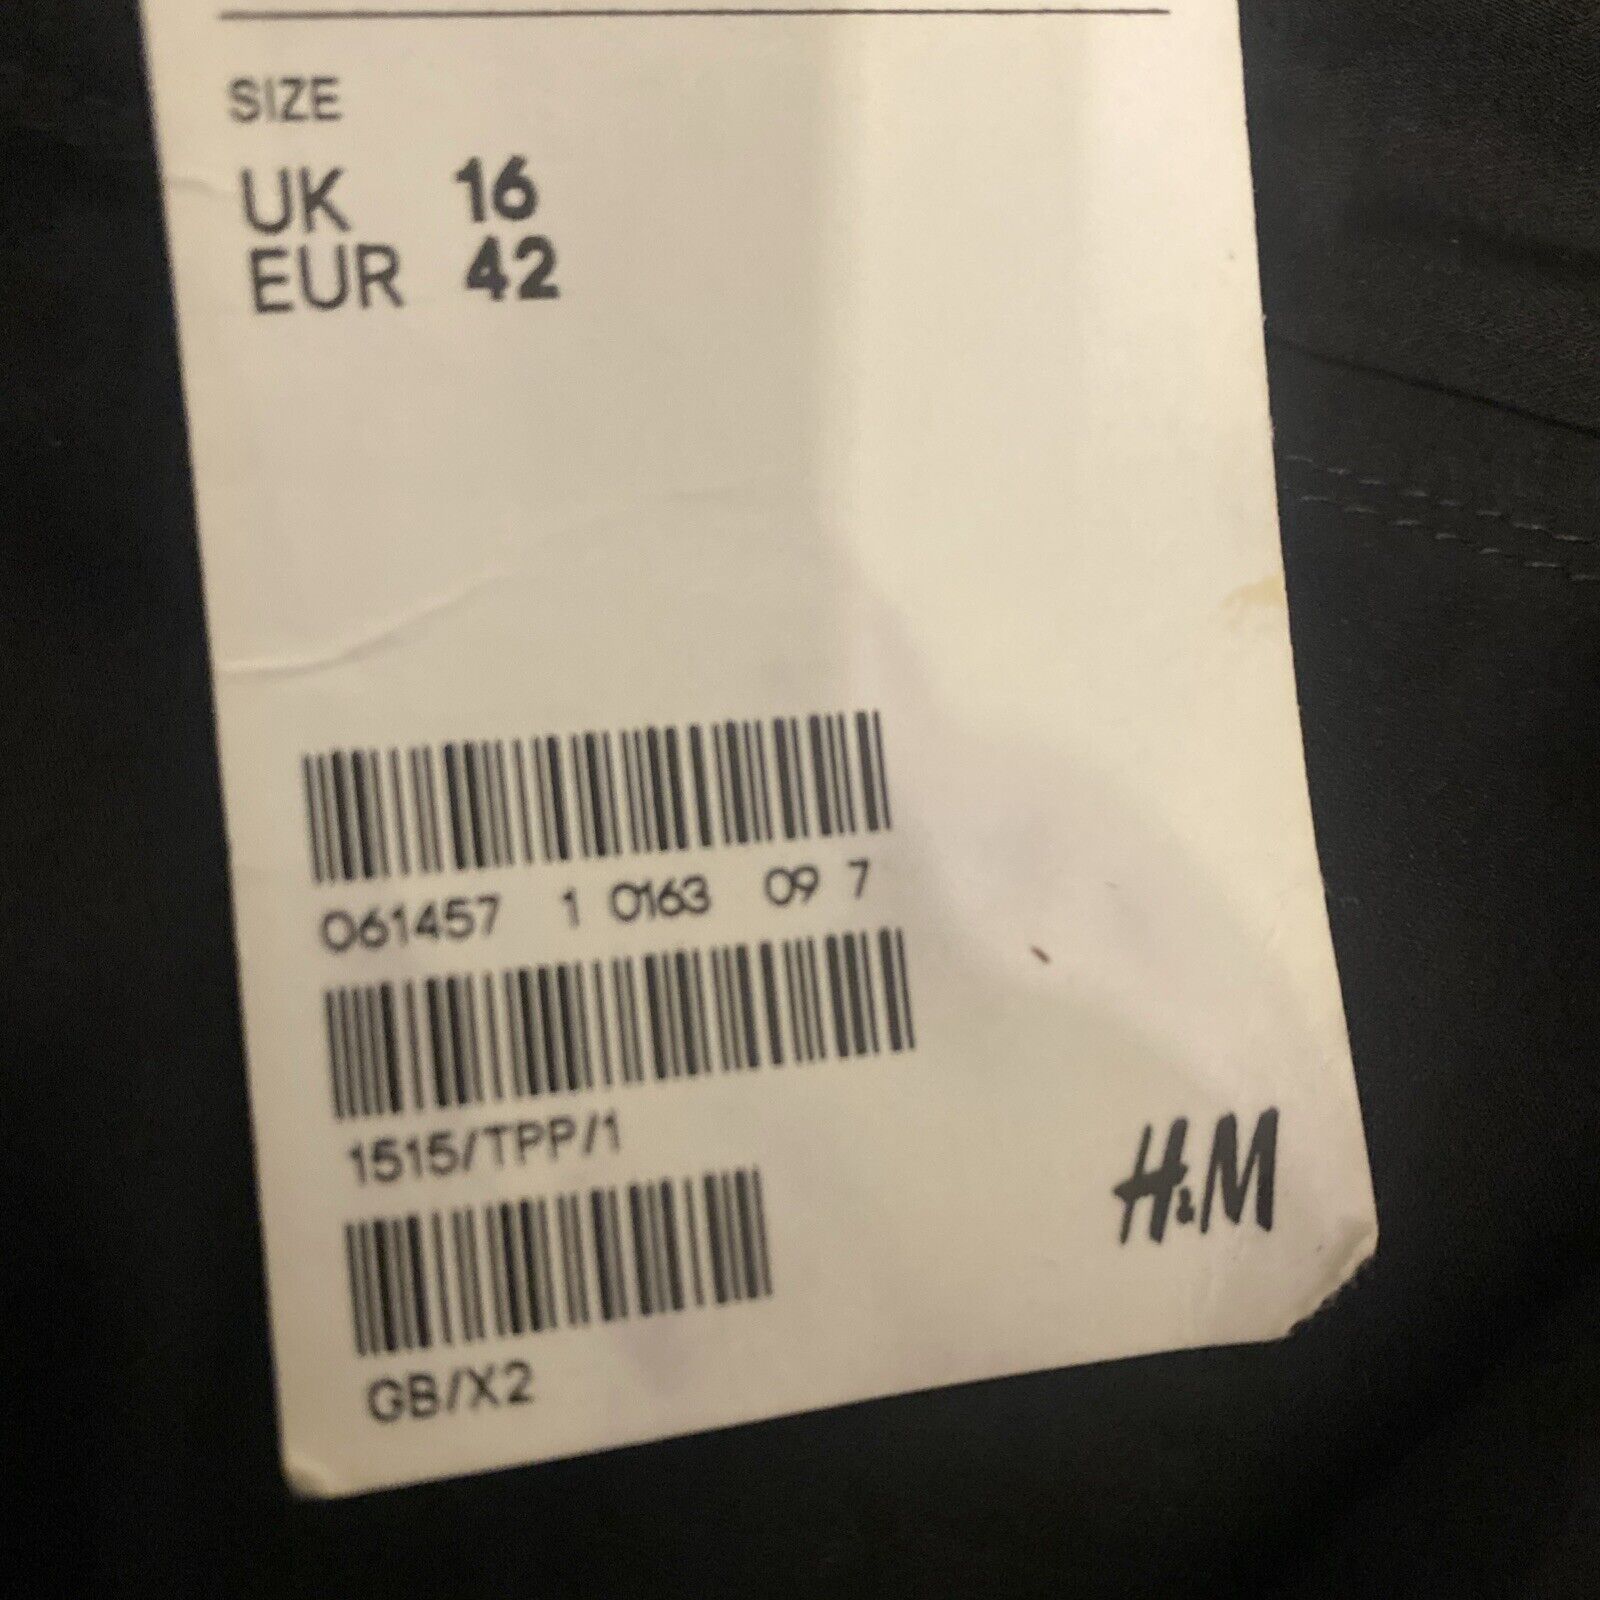 SIZE
UK 16
EUR 42
061457 1 0163 09 7
1515/TPP/1
GB/X2
H&M